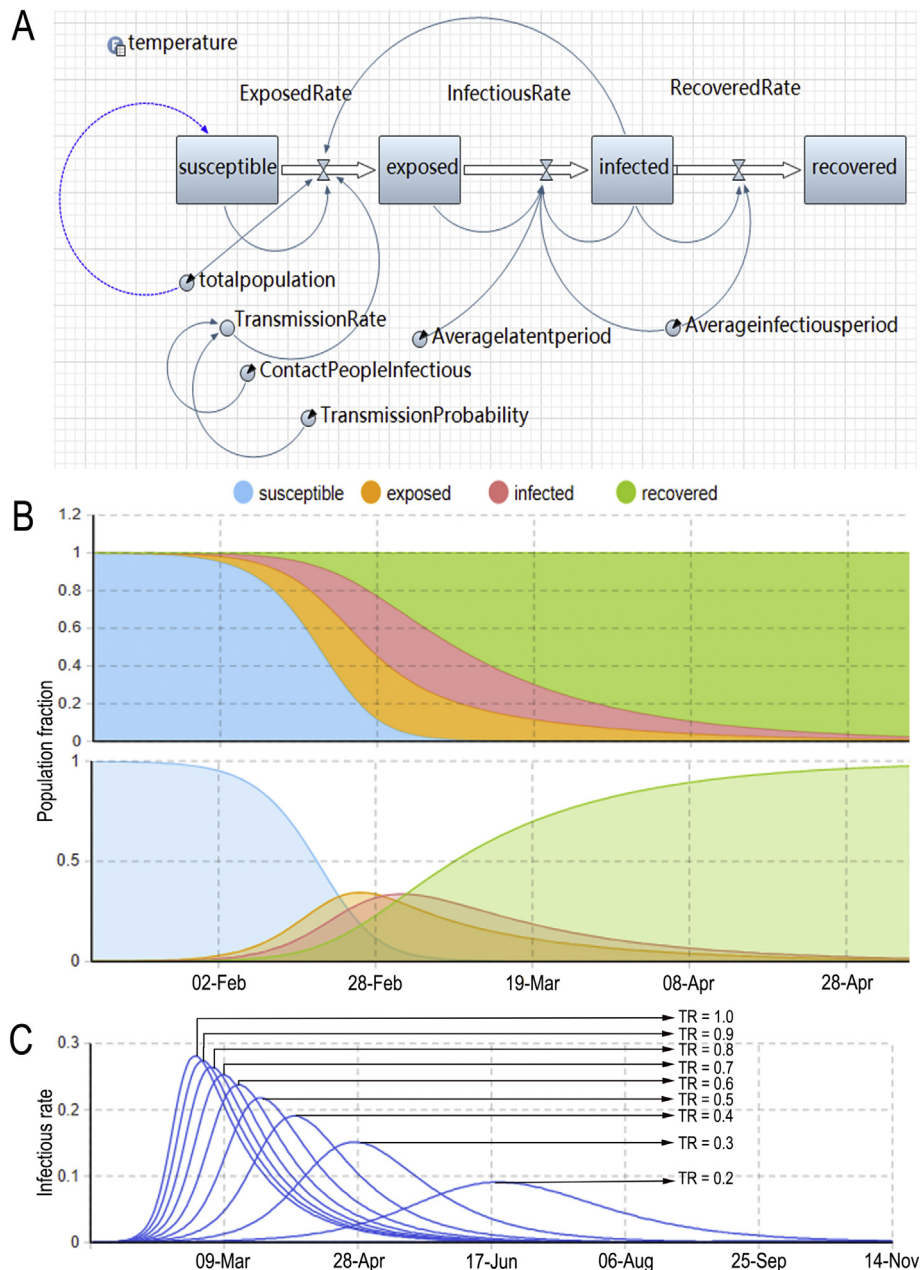 A
temperature
ExposedRate
InfectiousRate
RecoveredRate
susceptible
exposed
infected
recovered
totalpopulation
TransmissionRate
Averagelatentperiod
Averageinfectiousperiod
ContactPeopleInfectious
TransmissionProbability
susceptible exposed infected recovered
B
1.2
1
0.8
0.6
0.4
0.2
0
Population fraction
1
0.5
0
02-Feb 28-Feb 19-Mar 08-Apr 28-Apr
C
TR = 1.0
TR = 0.9
TR = 0.8
TR = 0.7
TR = 0.6
TR = 0.5
TR = 0.4
TR = 0.3
TR = 0.2
Infectious rate
0.3
0.2
0.1
0
09-Mar 28-Apr 17-Jun 06-Aug 25-Sep 14-Nov